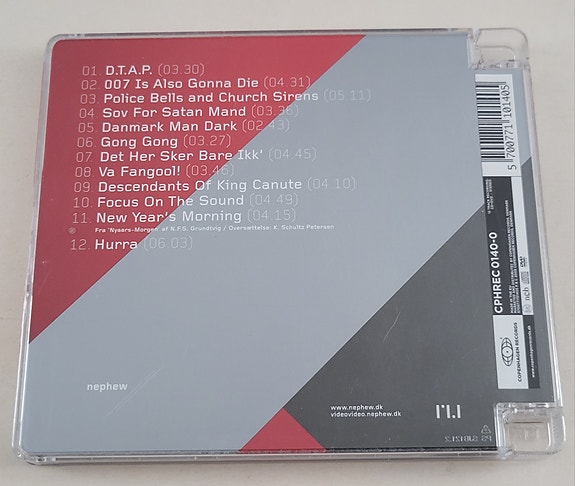 01. D.T.A.P. (03.30)
02. 007 Is Also Gonna Die (04.31)
03. Police Bells and Church Sirens (05.11)
04. Sov For Satan Mand (03.36)
05. Danmark Man Dark (02.43)
06. Gong Gong (03.27)
07. Det Her Sker Bare Ikk' (04.45)
08. Va Fangool! (03.46)
09. Descendants Of King Canute (04.10)
10. Focus On The Sound (04.49)
11. New Year's Morning (04.15)
Fra 'Nyaars-Morgen' af N.F.S. Grundtvig / Oversættelse: K. Schultz Petersen
12. Hurra (06.03)
nephew
www.nephew.dk
videovideo.nephew.dk
5 700771 101405
CPHREC 0140-0
ncb
COPENHAGEN RECORDS